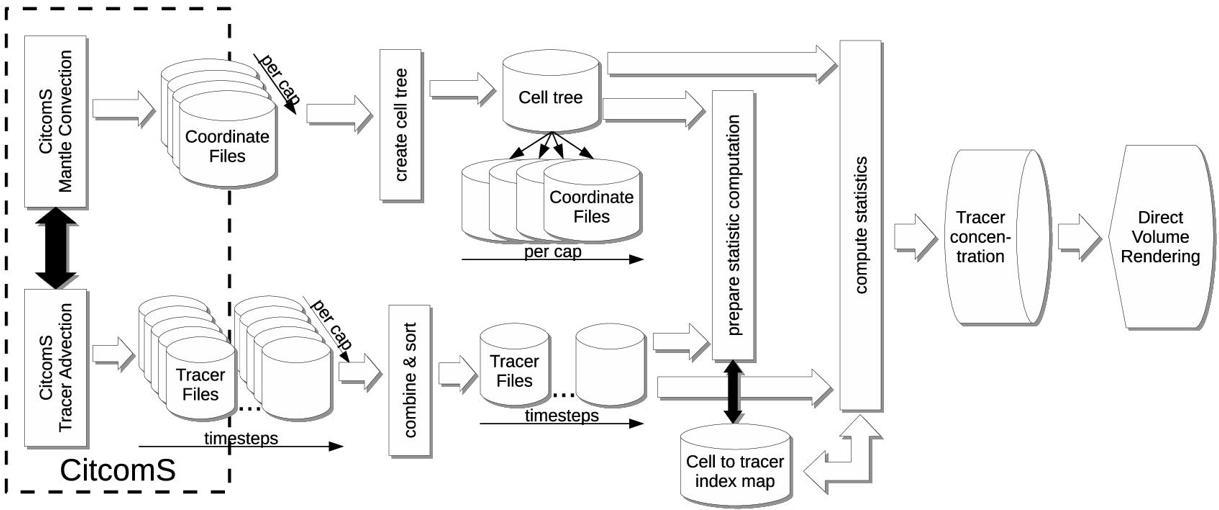 CitcomS
Mantle Convection
Coordinate
Files
per cap
create cell tree
Cell tree
Coordinate
Files
per cap
prepare statistic computation
compute statistics
Tracer
concen-
tration
Direct
Volume
Rendering
CitcomS
Tracer Advection
Tracer
Files
...
per cap
timesteps
combine & sort
Tracer
Files
...
timesteps
Cell to tracer
index map
CitcomS